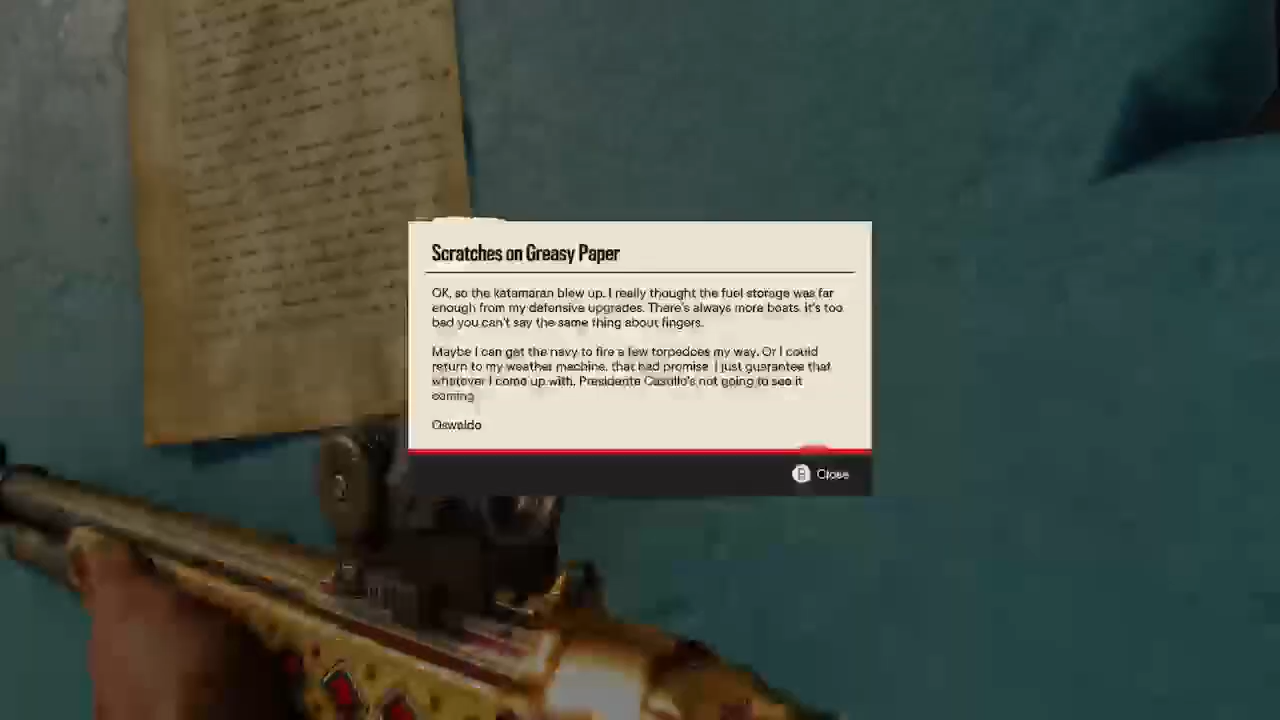 Scratches on Greasy Paper
OK, so the katamaran blew up. I really thought the fuel storage was far
enough from my defensive upgrades. There's always more boats, it's too
bad you can't say the same thing about fingers.
Maybe I can get the navy to fire a few torpedoes my way. Or I could
return to my weather machine, that had promise. I just guarantee that
whatever I come up with, Presidente Castillo's not going to see it
coming
Oswaldo
B Close